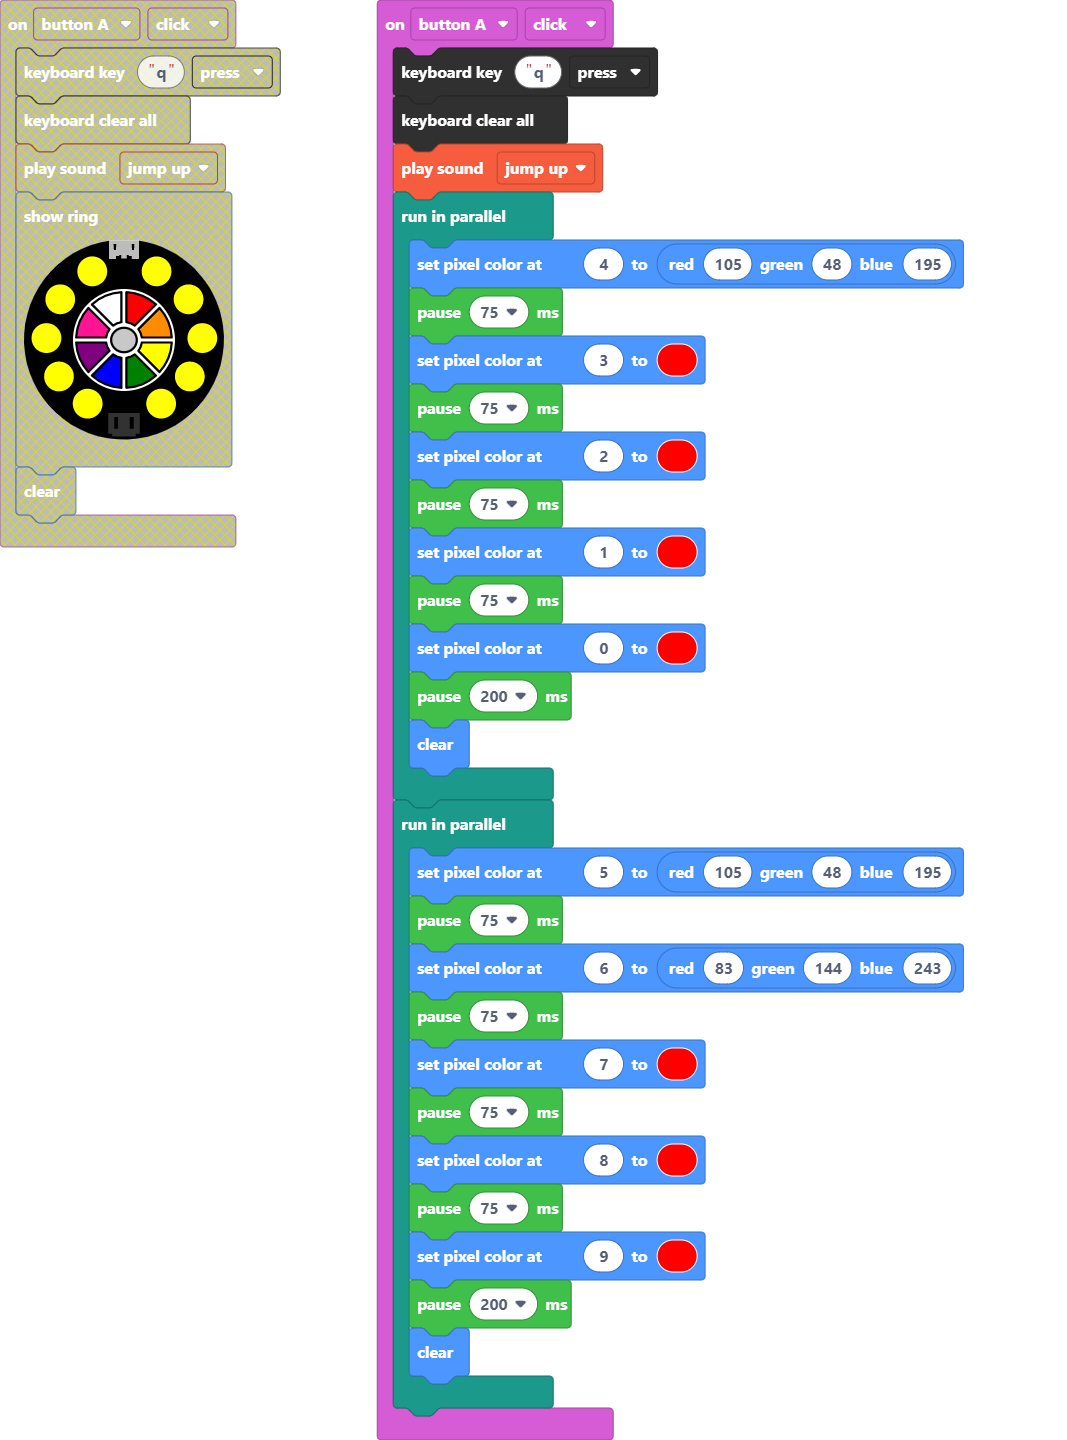 on button A click
keyboard key "q" press
keyboard clear all
play sound jump up
show ring
clear
on button A click
keyboard key "q" press
keyboard clear all
play sound jump up
run in parallel
set pixel color at 4 to red 105 green 48 blue 195
pause 75 ms
set pixel color at 3 to
pause 75 ms
set pixel color at 2 to
pause 75 ms
set pixel color at 1 to
pause 75 ms
set pixel color at 0 to
pause 200 ms
clear
run in parallel
set pixel color at 5 to red 105 green 48 blue 195
pause 75 ms
set pixel color at 6 to red 83 green 144 blue 243
pause 75 ms
set pixel color at 7 to
pause 75 ms
set pixel color at 8 to
pause 75 ms
set pixel color at 9 to
pause 200 ms
clear